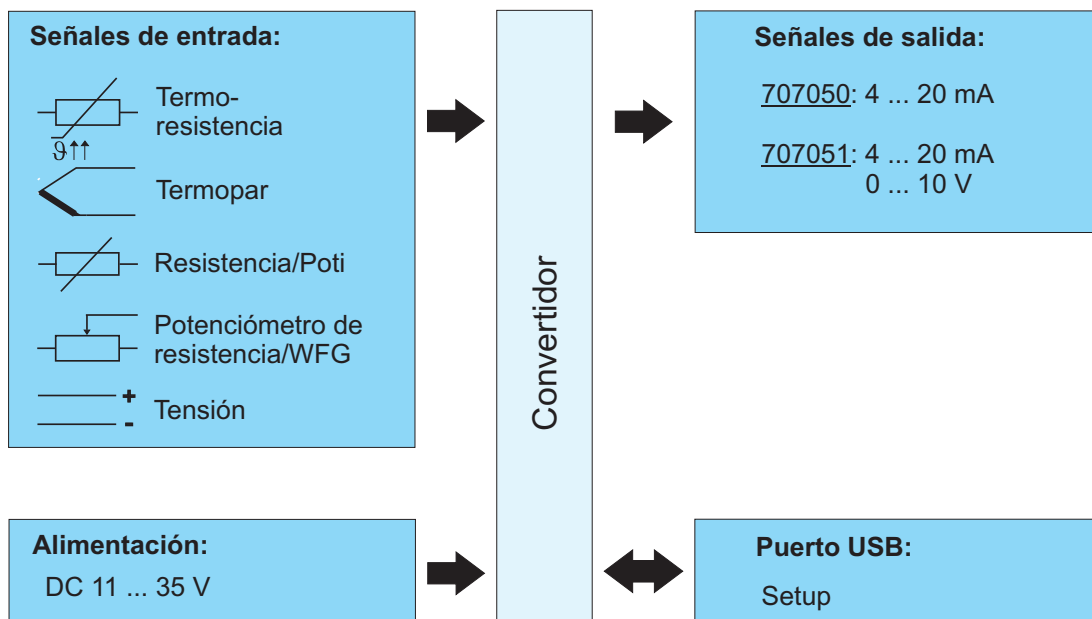 Señales de entrada:
Termo-
resistencia
ϑ↑↑
Termopar
Resistencia/Poti
Potenciómetro de
resistencia/WFG
+
-
Tensión
Alimentación:
DC 11 ... 35 V
Convertidor
Señales de salida:
707050: 4 ... 20 mA
707051: 4 ... 20 mA
0 ... 10 V
Puerto USB:
Setup